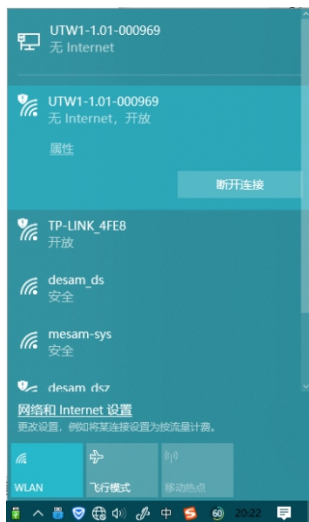 UTW1-1.01-000969
无 Internet
UTW1-1.01-000969
无 Internet，开放
属性
断开连接
TP-LINK_4FE8
开放
desam_ds
安全
mesam-sys
安全
desam_dsz
网络和 Internet 设置
更改设置，例如将某连接设置为按流量计费。
WLAN
飞行模式
移动热点
中
60
20:22